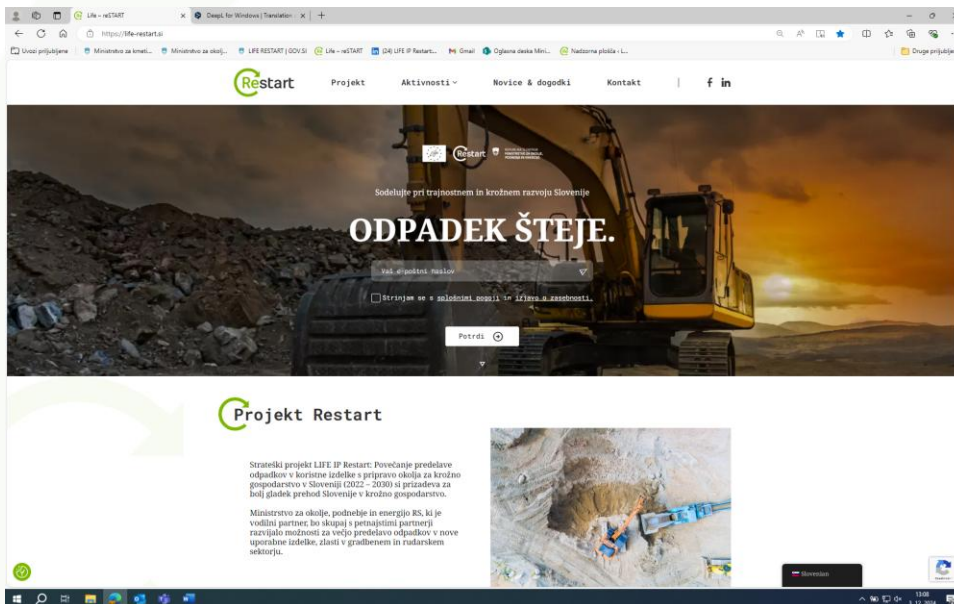 Life – reSTART
DeepL for Windows | Translation
https://life-restart.si
Uvozi priljubljene
Ministrstvo za kmeti...
Ministrstvo za okolj...
LIFE RESTART | GOV.SI
Life – reSTART
(24) LIFE IP Restart...
Gmail
Oglasna deska Mini...
Nadzorna plošča ‹ L...
Druge priljublje
Restart
Projekt
Aktivnosti
Novice & dogodki
Kontakt
f in
Restart
Sodelujte pri trajnostnem in krožnem razvoju Slovenije
ODPADEK ŠTEJE.
Vaš e-poštni naslov
Strinjam se s splošnimi pogoji in izjavo o zasebnosti.
Potrdi
Projekt Restart
Strateški projekt LIFE IP Restart: Povečanje predelave
odpadkov v koristne izdelke s pripravo okolja za krožno
gospodarstvo v Sloveniji (2022 – 2030) si prizadeva za
bolj gladek prehod Slovenije v krožno gospodarstvo.
Ministrstvo za okolje, podnebje in energijo RS, ki je
vodilni partner, bo skupaj s petnajstimi partnerji
razvijalo možnosti za večjo predelavo odpadkov v nove
uporabne izdelke, zlasti v gradbenem in rudarskem
sektorju.
Slovenian
13:08